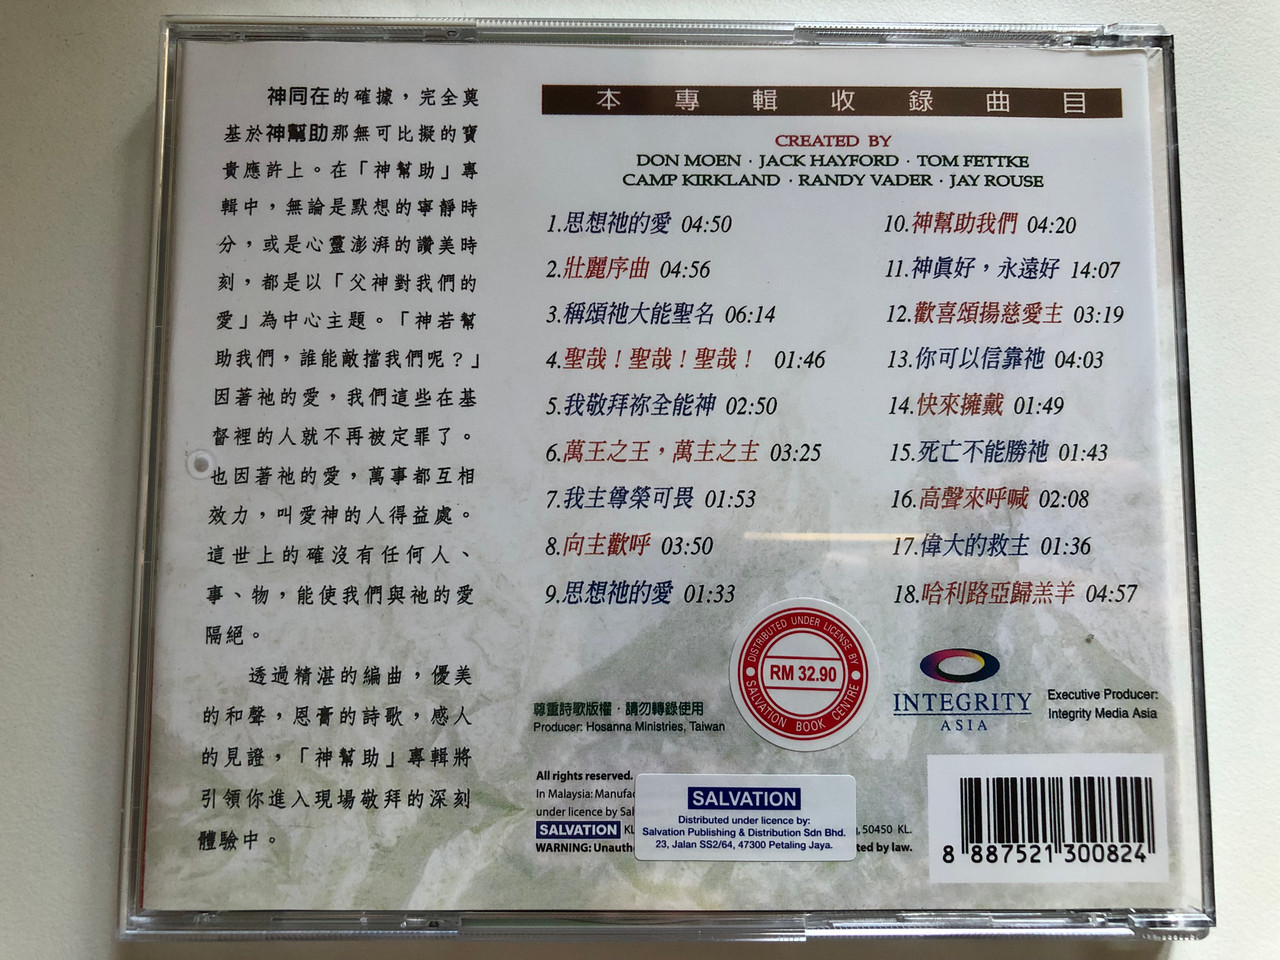 神同在的確據，完全奠
基於神幫助那無可比擬的寶
貴應許上。在「神幫助」專
輯中，無論是默想的寧靜時
分，或是心靈澎湃的讚美時
刻，都是以「父神對我們的
愛」為中心主題。「神若幫
助我們，誰能敵擋我們呢？」
因著祂的愛，我們這些在基
督裡的人就不再被定罪了。
也因著祂的愛，萬事都互相
效力，叫愛神的人得益處。
這世上的確沒有任何人、
事、物，能使我們與祂的愛
隔絕。
透過精湛的編曲，優美
的和聲，恩膏的詩歌，感人
的見證，「神幫助」專輯將
引領你進入現場敬拜的深刻
體驗中。
本專輯收錄曲目
CREATED BY
DON MOEN · JACK HAYFORD · TOM FETTKE
CAMP KIRKLAND · RANDY VADER · JAY ROUSE
1.思想祂的愛 04:50
2.壯麗序曲 04:56
3.稱頌祂大能聖名 06:14
4.聖哉！聖哉！聖哉！ 01:46
5.我敬拜祢全能神 02:50
6.萬王之王，萬主之主 03:25
7.我主尊榮可畏 01:53
8.向主歡呼 03:50
9.思想祂的愛 01:33
10.神幫助我們 04:20
11.神眞好，永遠好 14:07
12.歡喜頌揚慈愛主 03:19
13.你可以信靠祂 04:03
14.快來擁戴 01:49
15.死亡不能勝祂 01:43
16.高聲來呼喊 02:08
17.偉大的救主 01:36
18.哈利路亞歸羔羊 04:57
尊重詩歌版權 · 請勿轉錄使用
Producer: Hosanna Ministries, Taiwan
DISTRIBUTED UNDER LICENSE BY
RM 32.90
SALVATION BOOK CENTRE
INTEGRITY
ASIA
Executive Producer:
Integrity Media Asia
All rights reserved.
In Malaysia: Manufac
under licence by Sal
SALVATION KL
, 50450 KL.
WARNING: Unauth
ted by law.
SALVATION
Distributed under licence by:
Salvation Publishing & Distribution Sdn Bhd.
23, Jalan SS2/64, 47300 Petaling Jaya.
8 887521 300824